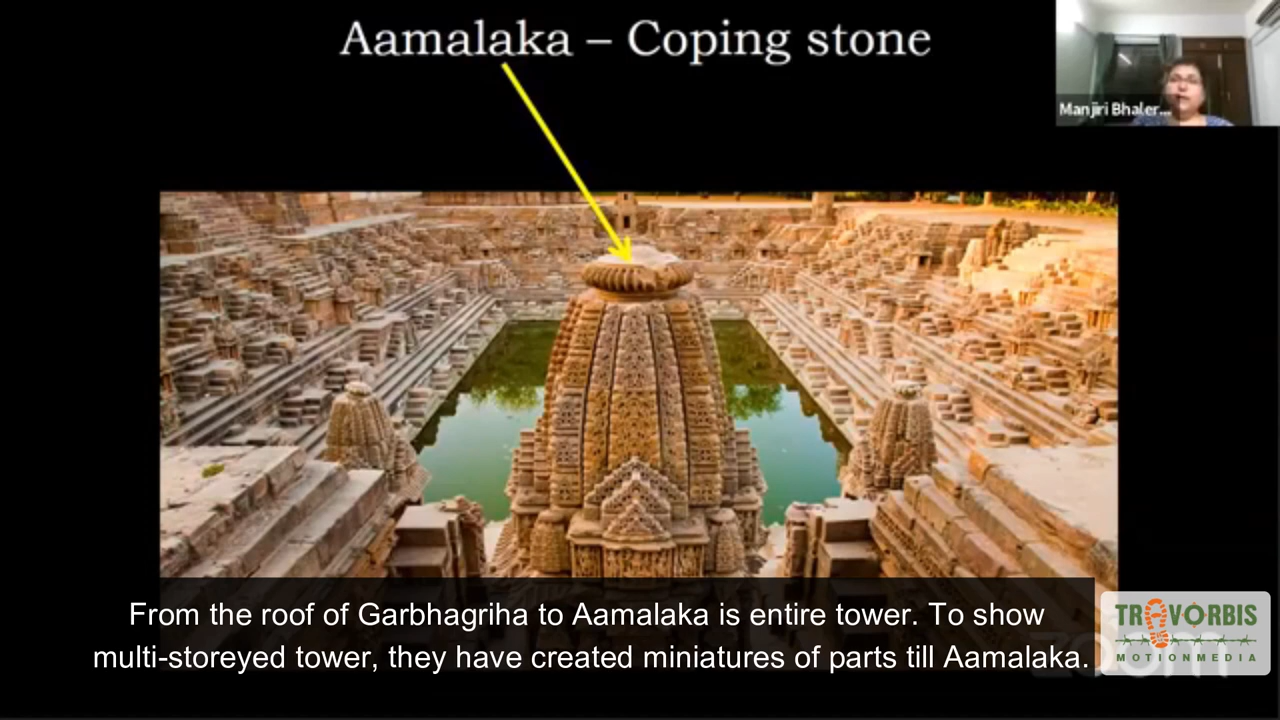 Aamalaka – Coping stone
Manjiri Bhaler...
From the roof of Garbhagriha to Aamalaka is entire tower. To show
multi-storeyed tower, they have created miniatures of parts till Aamalaka.
TRAVORBIS
MOTIONMEDIA
zoom